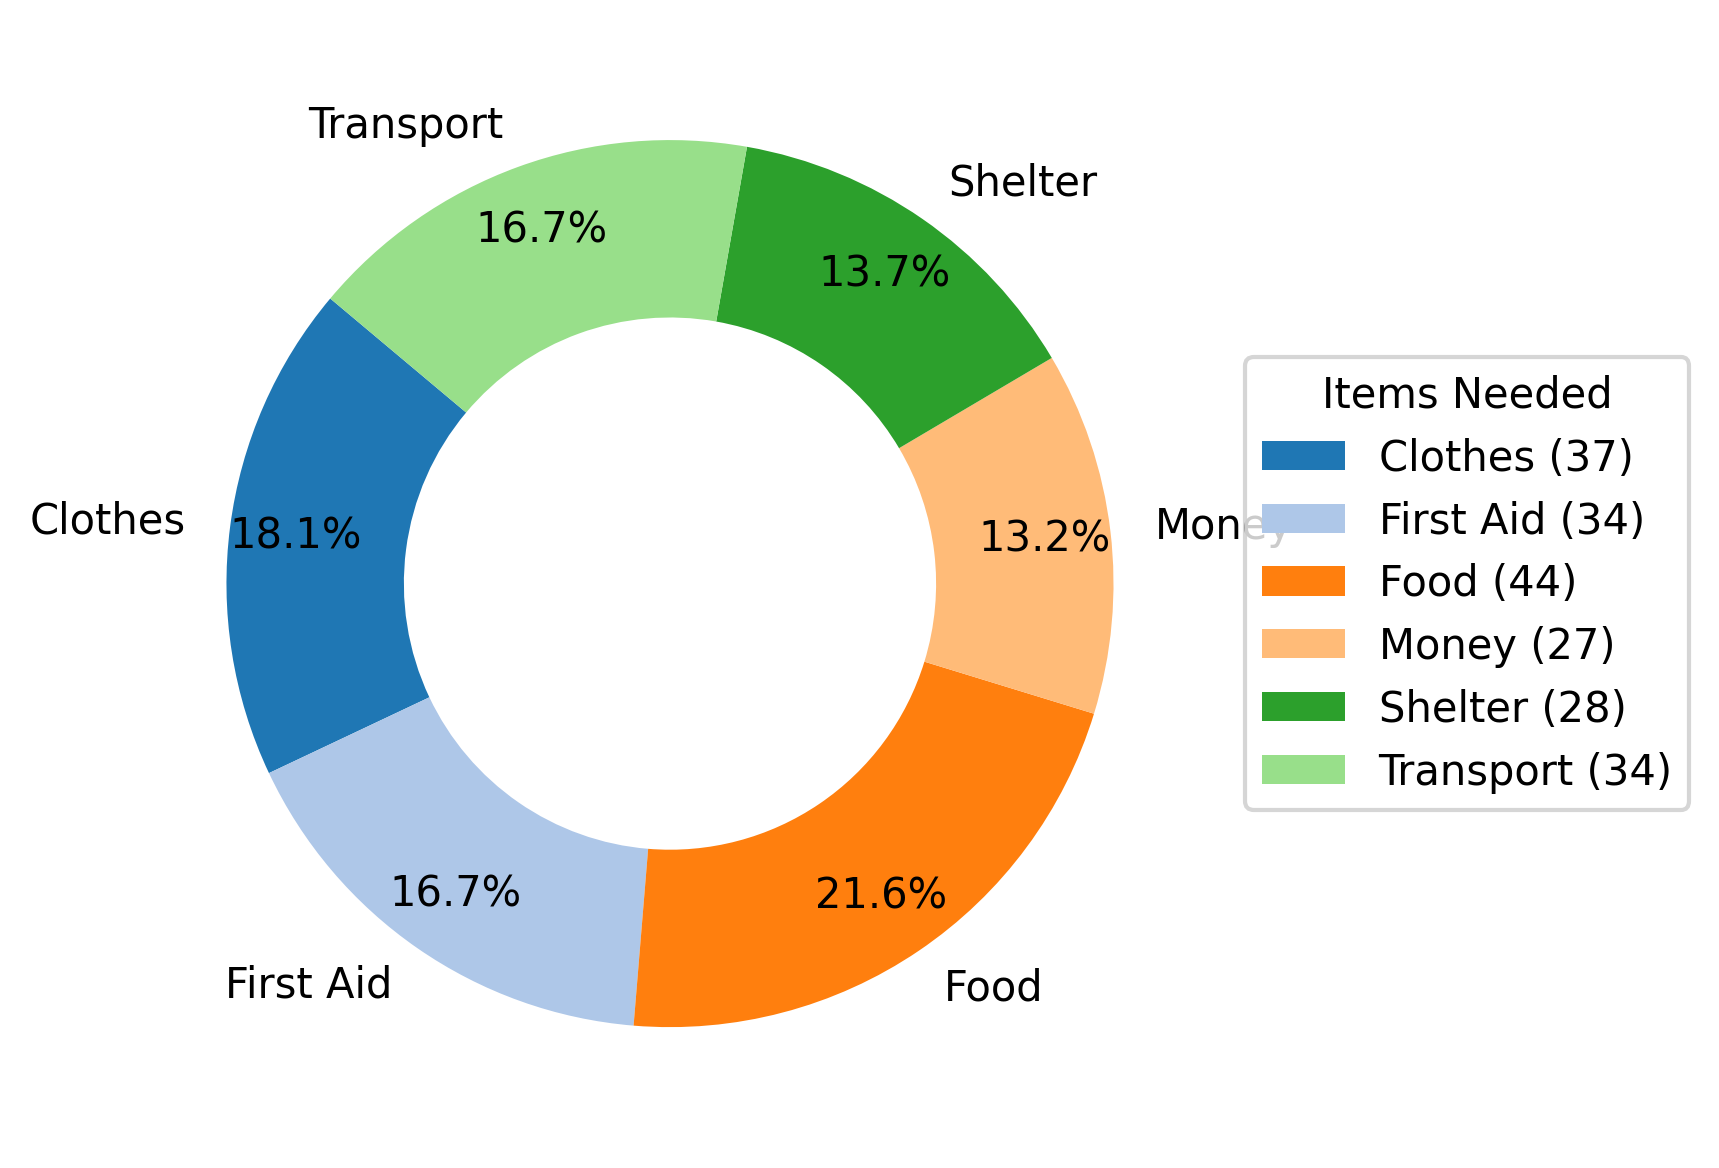 Transport
Shelter
16.7%
13.7%
Clothes
18.1%
13.2%
Money
16.7%
21.6%
First Aid
Food
Items Needed
Clothes (37)
First Aid (34)
Food (44)
Money (27)
Shelter (28)
Transport (34)